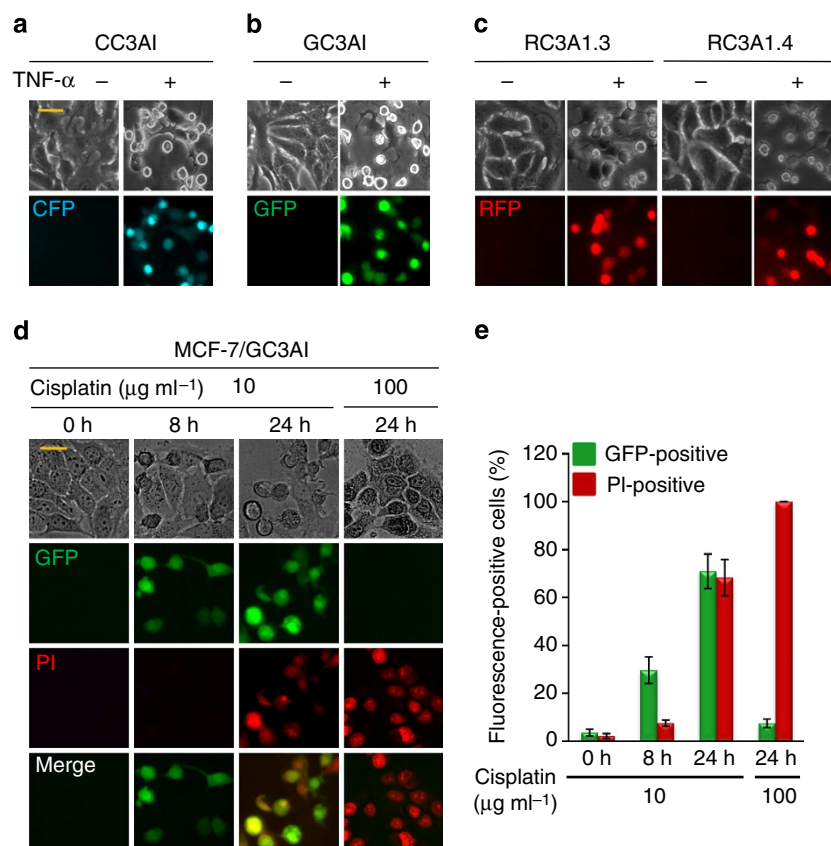 a
CC3AI
TNF-α – +
CFP
b
GC3AI
– +
GFP
c
RC3A1.3 RC3A1.4
– + – +
RFP
d
MCF-7/GC3AI
Cisplatin (μg ml⁻¹) 10 100
0 h 8 h 24 h 24 h
GFP
PI
Merge
e
GFP-positive
PI-positive
Fluorescence-positive cells (%)
120
100
80
60
40
20
0
0 h 8 h 24 h 24 h
Cisplatin
(μg ml⁻¹) 10 100